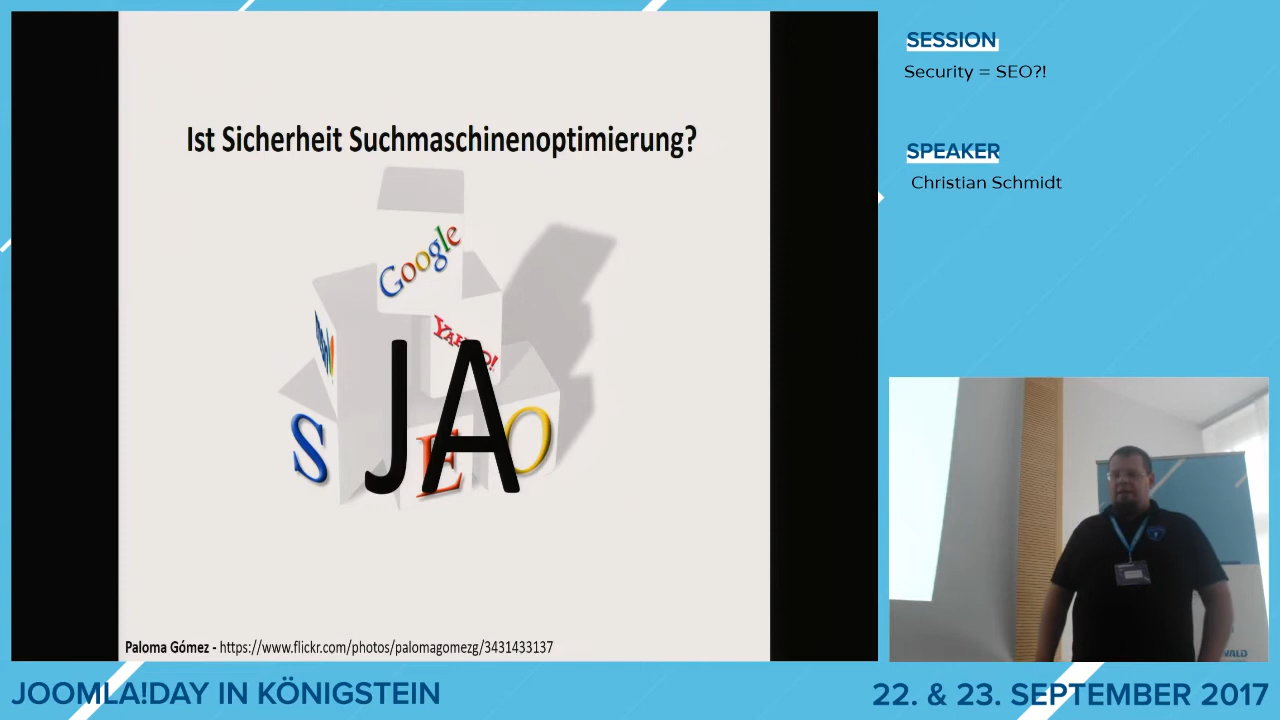 SESSION
Security = SEO?!
SPEAKER
Christian Schmidt
Ist Sicherheit Suchmaschinenoptimierung?
Google
YAHOO!
JA
S E O
Paloma Gómez - https://www.flickr.com/photos/palomagomezg/3431433137
WALD
JOOMLA!DAY IN KÖNIGSTEIN
22. & 23. SEPTEMBER 2017